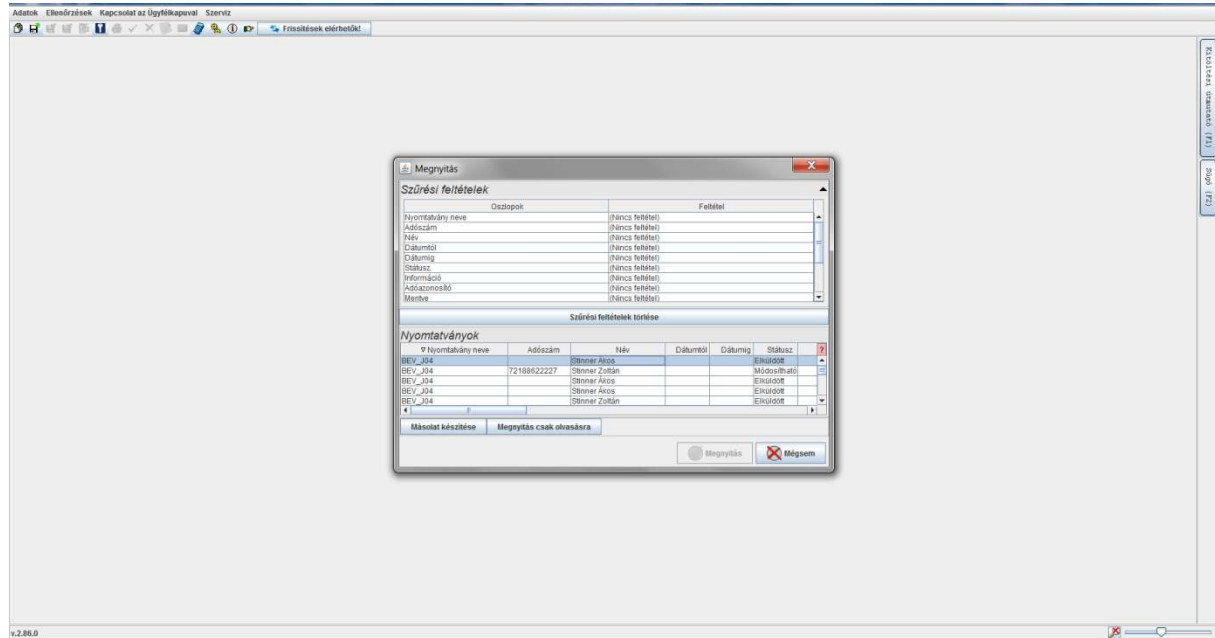 Adatok Ellenőrzések Kapcsolat az Ügyfélkapuval Szerviz
Frissítések elérhetők!
Kitöltési útmutató (F1)
Súgó (F2)
Megnyitás
Szűrési feltételek
Oszlopok Feltétel
Nyomtatvány neve (Nincs feltétel)
Adószám (Nincs feltétel)
Név (Nincs feltétel)
Dátumtól (Nincs feltétel)
Dátumig (Nincs feltétel)
Státusz (Nincs feltétel)
Információ (Nincs feltétel)
Adóazonosító (Nincs feltétel)
Mentve (Nincs feltétel)
Szűrési feltételek törlése
Nyomtatványok
Nyomtatvány neve Adószám Név Dátumtól Dátumig Státusz ?
BEV_J04 Stinner Ákos Elküldött
BEV_J04 72188622227 Stinner Zoltán Módosítható
BEV_J04 Stinner Ákos Elküldött
BEV_J04 Stinner Ákos Elküldött
BEV_J04 Stinner Zoltán Elküldött
Másolat készítése Megnyitás csak olvasásra
Megnyitás Mégsem
v.2.86.0